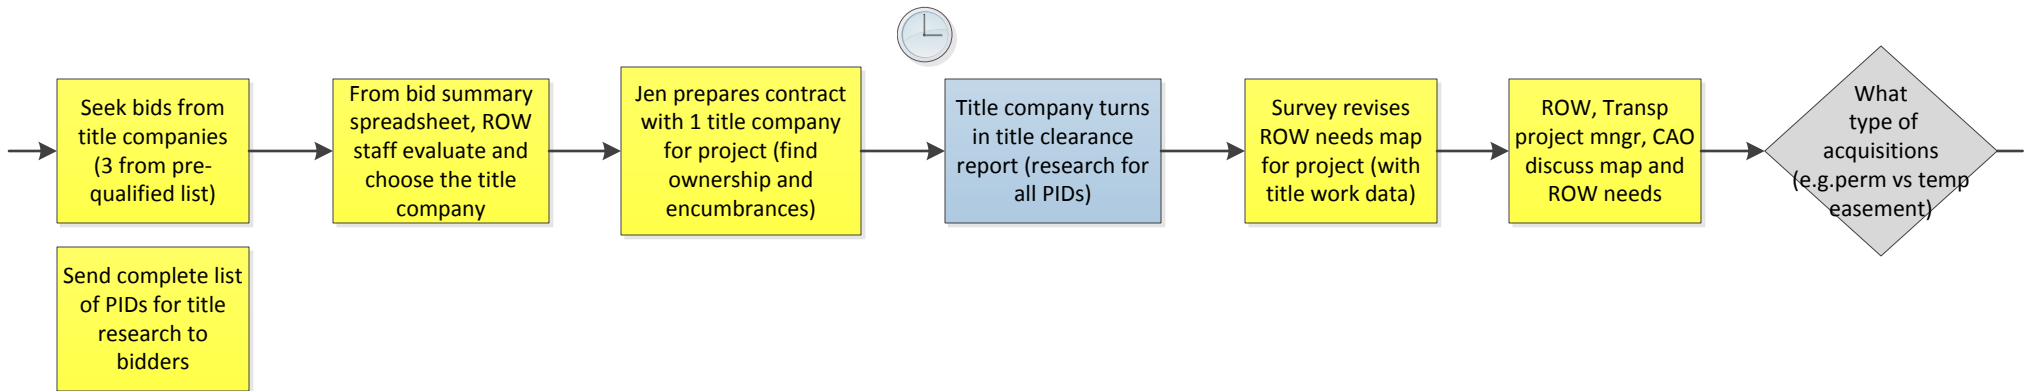 Seek bids from
title companies
(3 from pre-
qualified list)
Send complete list
of PIDs for title
research to
bidders
From bid summary
spreadsheet, ROW
staff evaluate and
choose the title
company
Jen prepares contract
with 1 title company
for project (find
ownership and
encumbrances)
Title company turns
in title clearance
report (research for
all PIDs)
Survey revises
ROW needs map
for project (with
title work data)
ROW, Transp
project mngr, CAO
discuss map and
ROW needs
What
type of
acquisitions
(e.g.perm vs temp
easement)